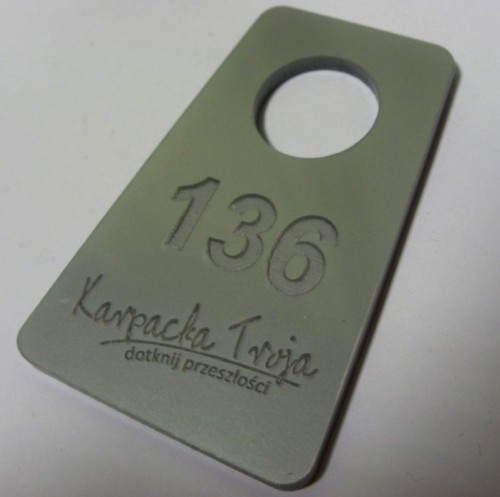 136
Karpacka Troja
dotknij przeszłości